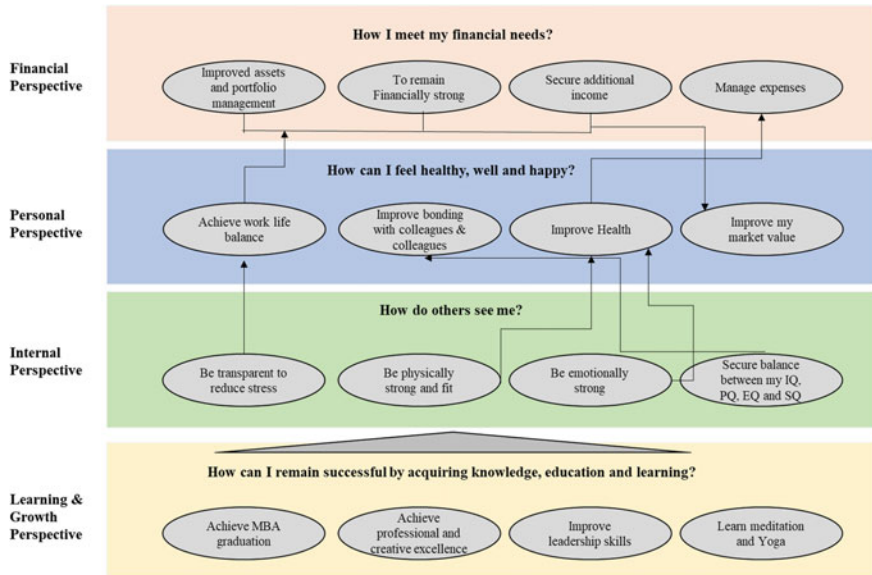 How I meet my financial needs?
Financial
Perspective
Improved assets
and portfolio
management
To remain
Financially strong
Secure additional
income
Manage expenses
How can I feel healthy, well and happy?
Personal
Perspective
Achieve work life
balance
Improve bonding
with colleagues &
colleagues
Improve Health
Improve my
market value
How do others see me?
Internal
Perspective
Be transparent to
reduce stress
Be physically
strong and fit
Be emotionally
strong
Secure balance
between my IQ,
PQ, EQ and SQ
How can I remain successful by acquiring knowledge, education and learning?
Learning &
Growth
Perspective
Achieve MBA
graduation
Achieve
professional and
creative excellence
Improve
leadership skills
Learn meditation
and Yoga